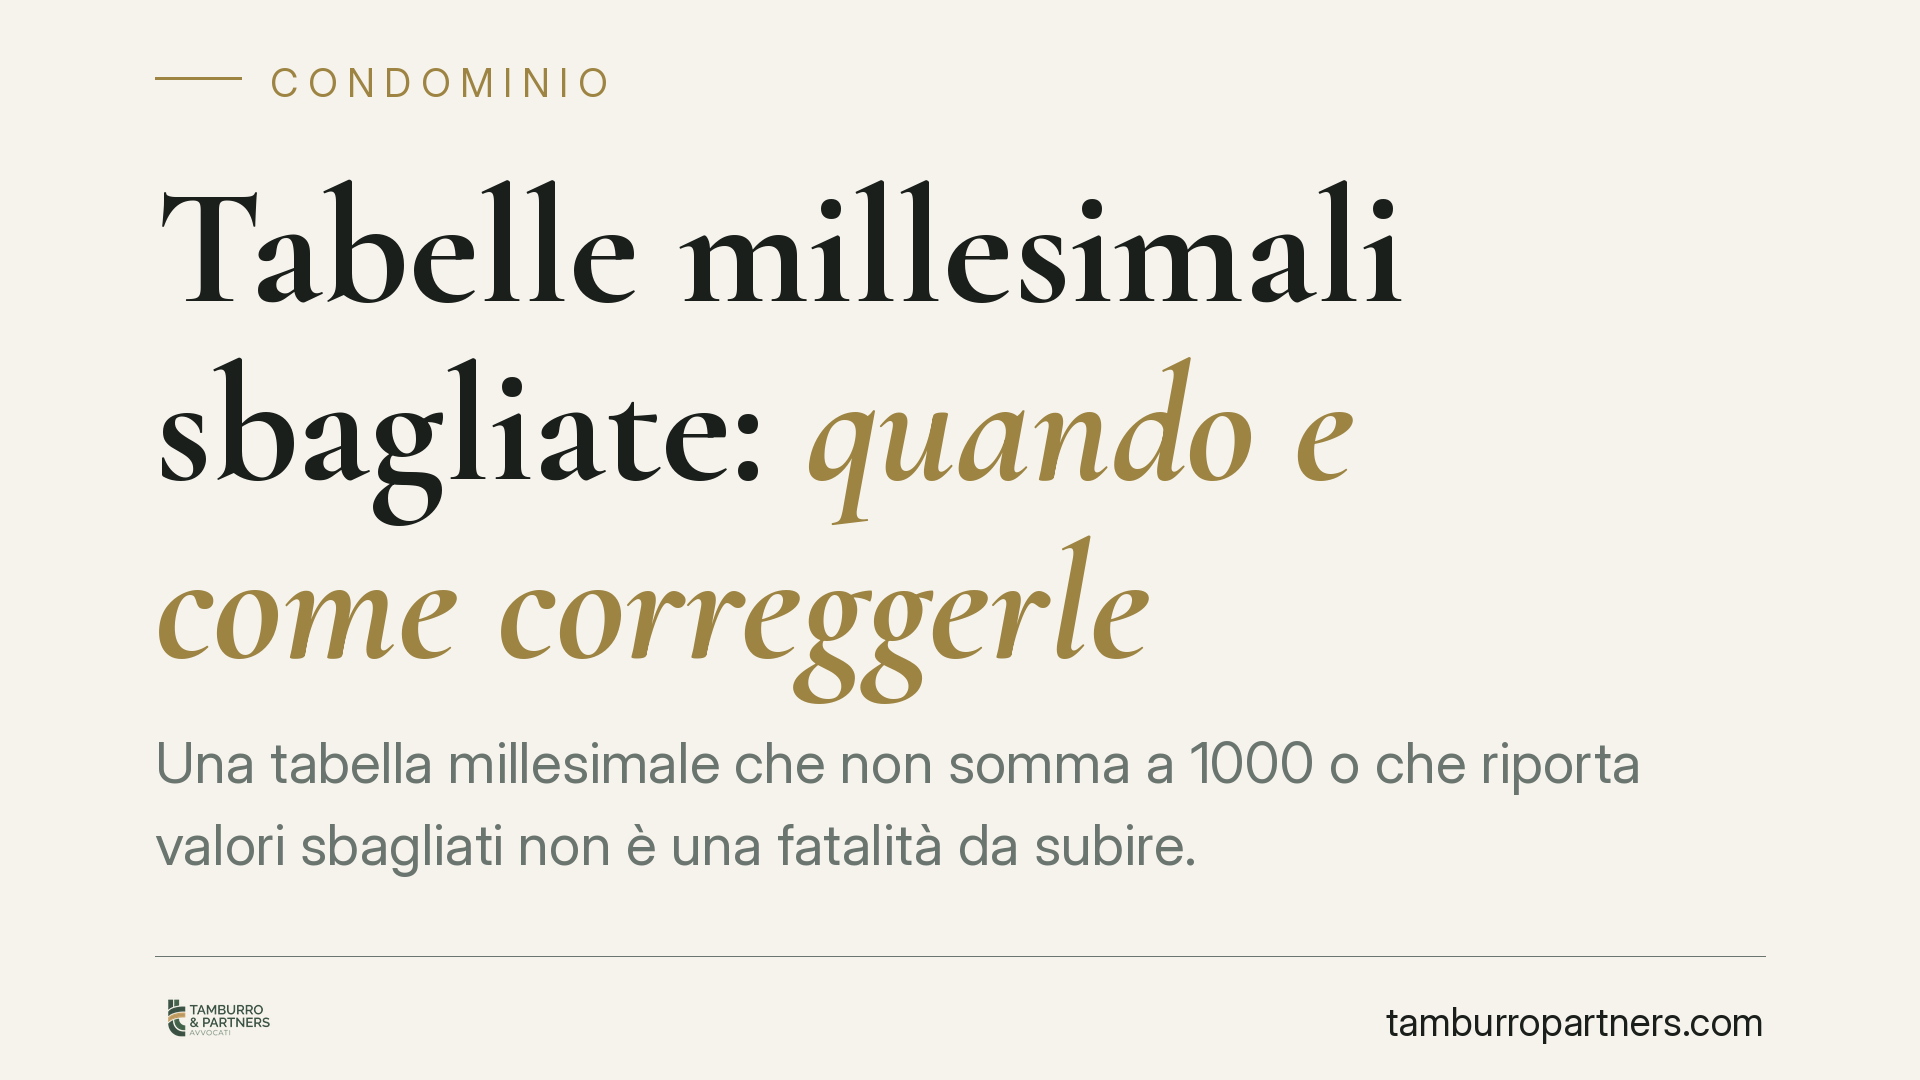 CONDOMINIO
Tabelle millesimali
sbagliate: quando e
come correggerle
Una tabella millesimale che non somma a 1000 o che riporta
valori sbagliati non è una fatalità da subire.
TAMBURRO
& PARTNERS
AVVOCATI
tamburropartners.com